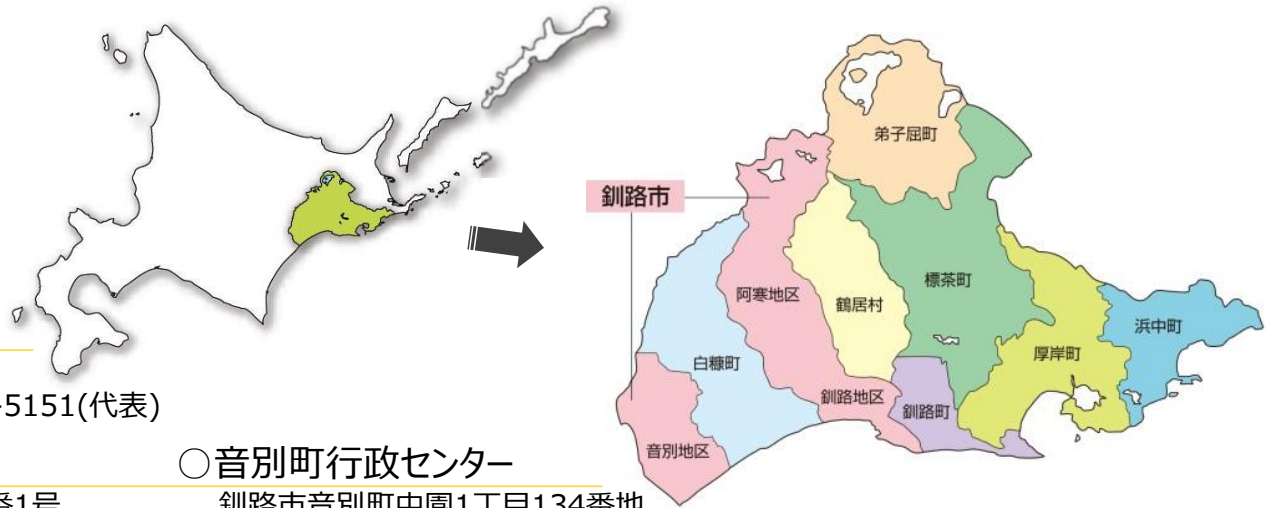 弟子屈町
釧路市
標茶町
阿寒地区
鶴居村
浜中町
厚岸町
白糠町
釧路地区
釧路町
音別地区
5151(代表)
○音別町行政センター
番1号
釧路市音別町中園1丁目134番地